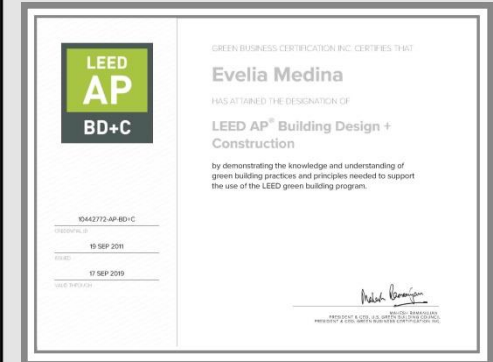 LEED
AP
BD+C
10442772-AP-BD+C
CREDENTIAL ID
19 SEP 2011
ISSUED
17 SEP 2019
VALID THROUGH
GREEN BUSINESS CERTIFICATION INC. CERTIFIES THAT
Evelia Medina
HAS ATTAINED THE DESIGNATION OF
LEED AP® Building Design +
Construction
by demonstrating the knowledge and understanding of
green building practices and principles needed to support
the use of the LEED green building program.
MAHESH RAMANUJAM
PRESIDENT & CEO, U.S. GREEN BUILDING COUNCIL
PRESIDENT & CEO, GREEN BUSINESS CERTIFICATION INC.